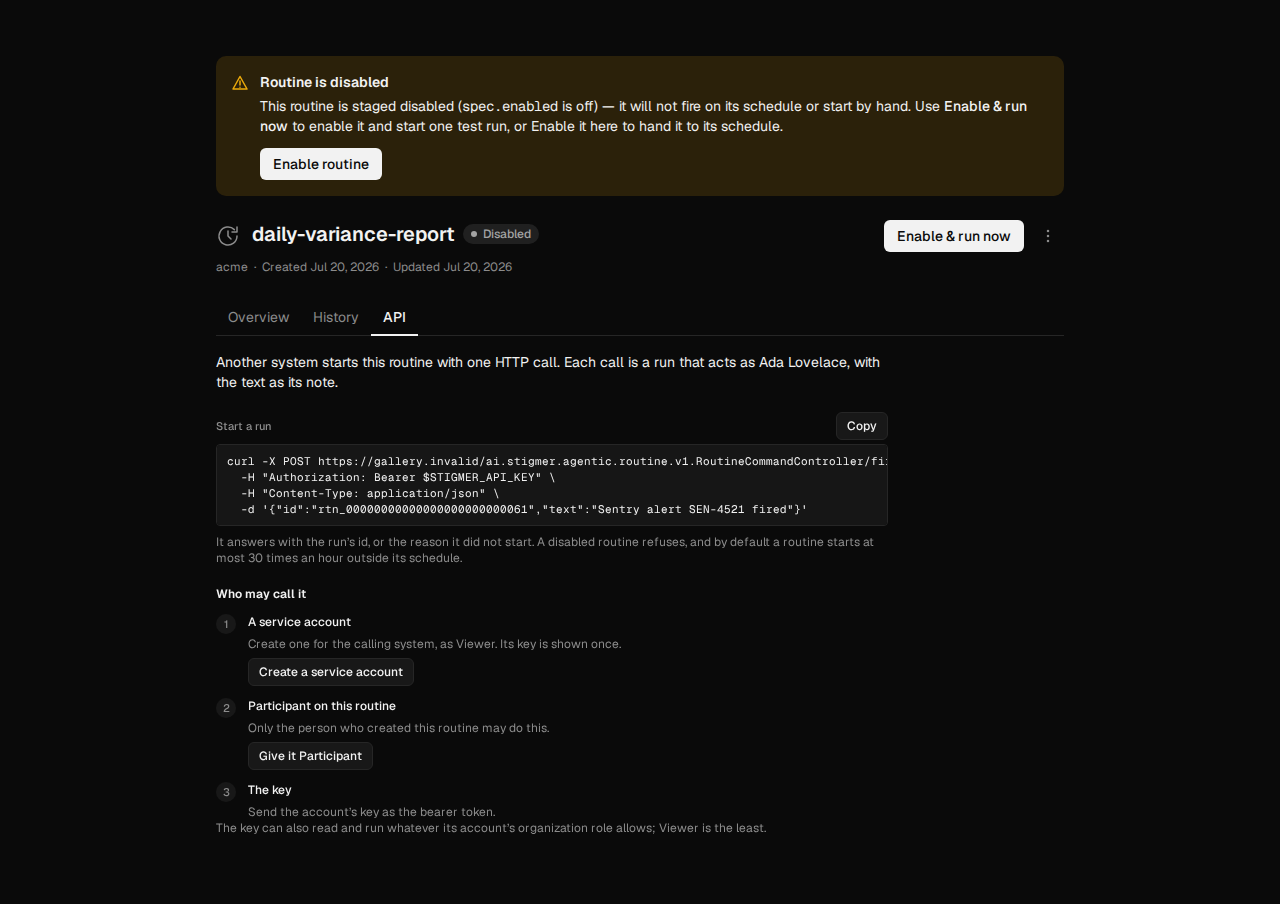 Routine is disabled
This routine is staged disabled (spec.enabled is off) — it will not fire on its schedule or start by hand. Use Enable & run
now to enable it and start one test run, or Enable it here to hand it to its schedule.
Enable routine
daily-variance-report
Disabled
Enable & run now
acme · Created Jul 20, 2026 · Updated Jul 20, 2026
Overview
History
API
Another system starts this routine with one HTTP call. Each call is a run that acts as Ada Lovelace, with
the text as its note.
Start a run
Copy
curl -X POST https://gallery.invalid/ai.stigmer.agentic.routine.v1.RoutineCommandController/fi
-H "Authorization: Bearer $STIGMER_API_KEY" \
-H "Content-Type: application/json" \
-d '{"id":"rtn_00000000000000000000000061","text":"Sentry alert SEN-4521 fired"}'
It answers with the run's id, or the reason it did not start. A disabled routine refuses, and by default a routine starts at
most 30 times an hour outside its schedule.
Who may call it
1
A service account
Create one for the calling system, as Viewer. Its key is shown once.
Create a service account
2
Participant on this routine
Only the person who created this routine may do this.
Give it Participant
3
The key
Send the account's key as the bearer token.
The key can also read and run whatever its account's organization role allows; Viewer is the least.